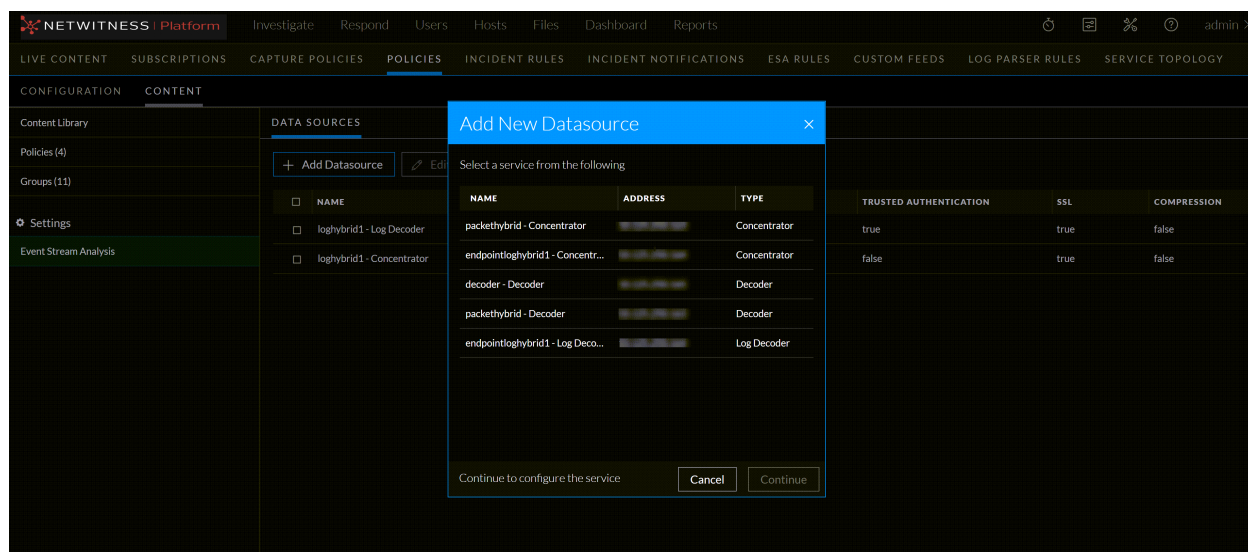 NETWITNESS | Platform Investigate Respond Users Hosts Files Dashboard Reports admin
LIVE CONTENT SUBSCRIPTIONS CAPTURE POLICIES POLICIES INCIDENT RULES INCIDENT NOTIFICATIONS ESA RULES CUSTOM FEEDS LOG PARSER RULES SERVICE TOPOLOGY
CONFIGURATION CONTENT
Content Library
Policies (4)
Groups (11)
Settings
Event Stream Analysis
DATA SOURCES
+ Add Datasource Edi
NAME TRUSTED AUTHENTICATION SSL COMPRESSION
loghybrid1 - Log Decoder true true false
loghybrid1 - Concentrator false true false
Add New Datasource ×
Select a service from the following
NAME ADDRESS TYPE
packethybrid - Concentrator Concentrator
endpointloghybrid1 - Concentr... Concentrator
decoder - Decoder Decoder
packethybrid - Decoder Decoder
endpointloghybrid1 - Log Deco... Log Decoder
Continue to configure the service Cancel Continue